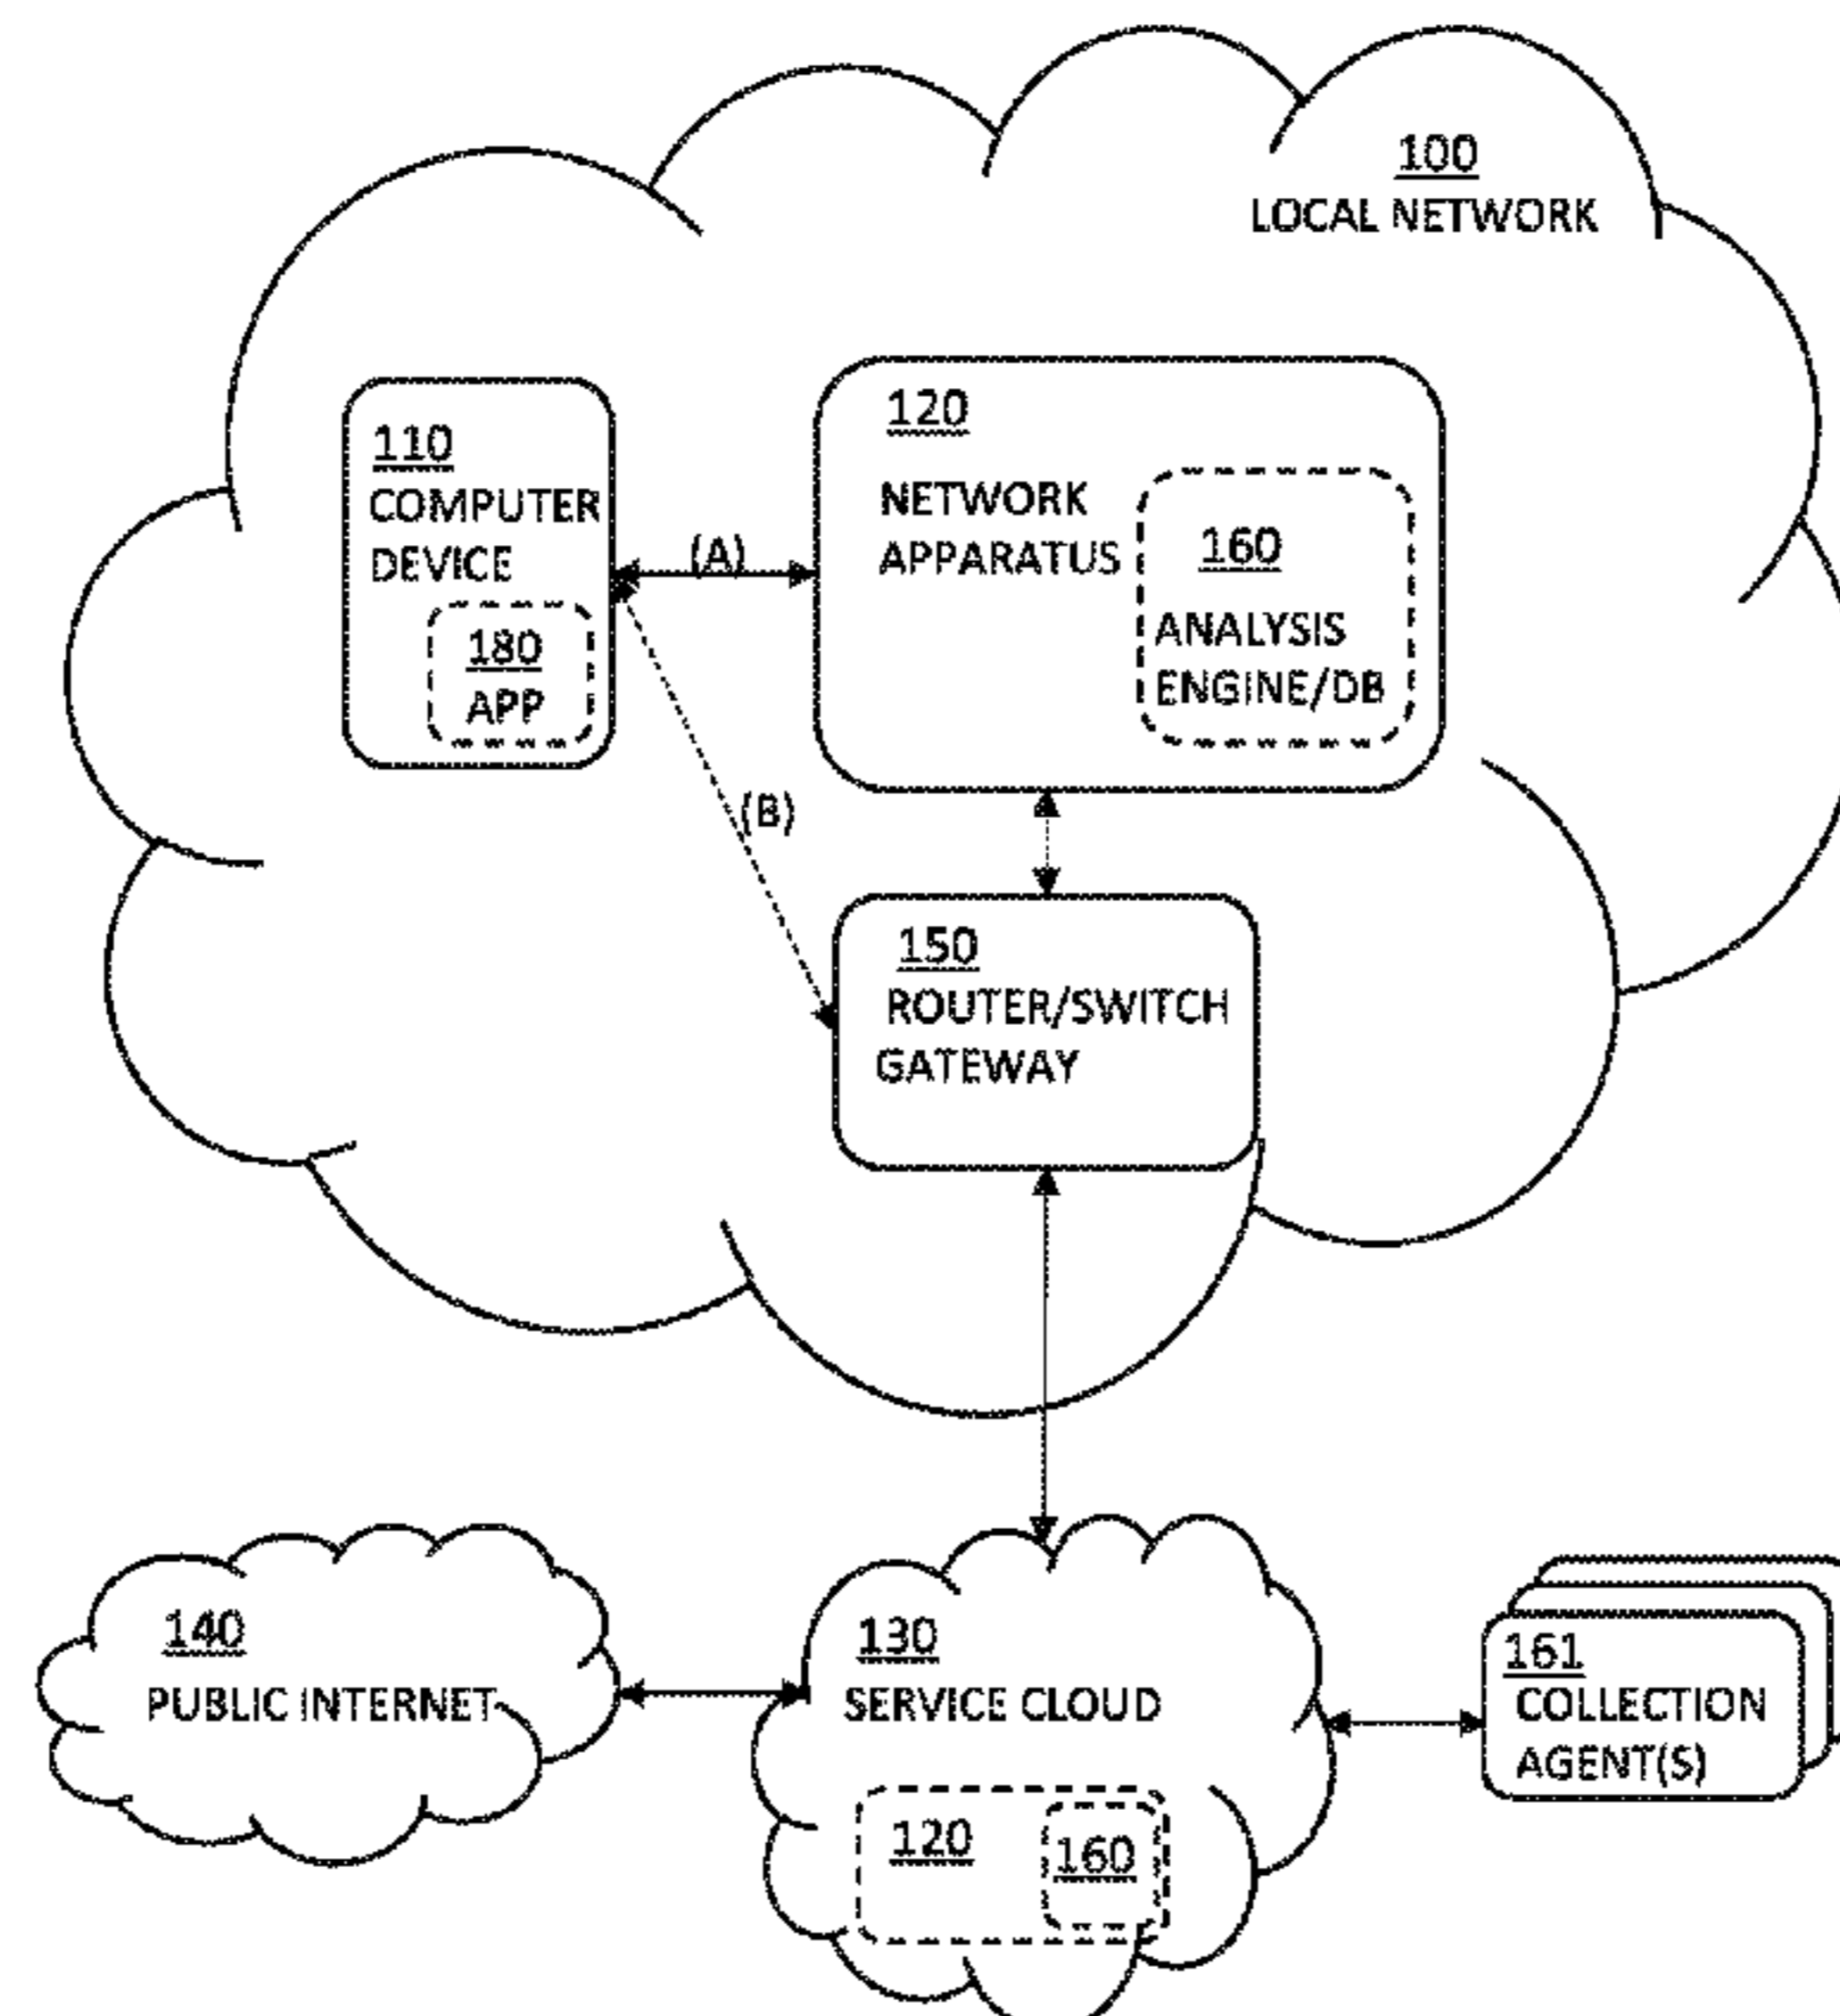 100
LOCAL NETWORK
110
COMPUTER
DEVICE
180
APP
(A)
120
NETWORK
APPARATUS
160
ANALYSIS
ENGINE/DB
(B)
150
ROUTER/SWITCH
GATEWAY
140
PUBLIC INTERNET
130
SERVICE CLOUD
120
160
161
COLLECTION
AGENT(S)